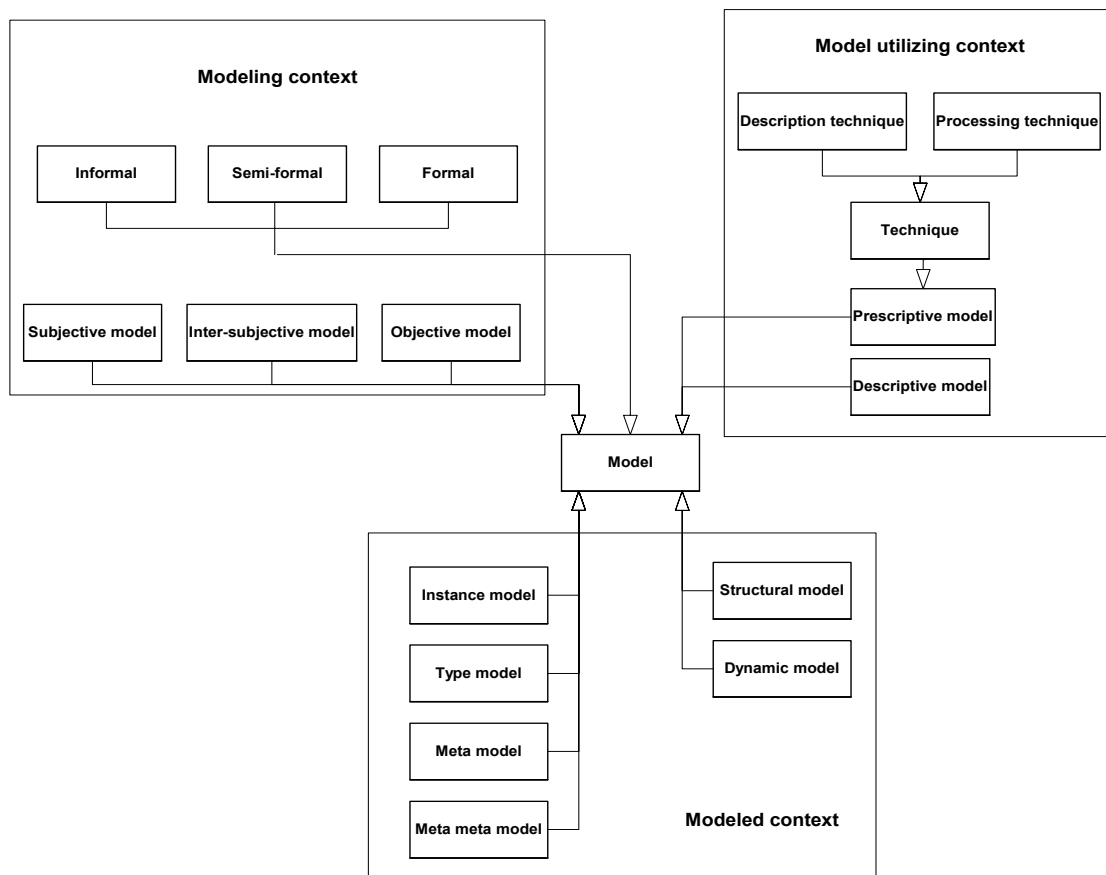 Modeling context
Informal
Semi-formal
Formal
Subjective model
Inter-subjective model
Objective model
Model utilizing context
Description technique
Processing technique
Technique
Prescriptive model
Descriptive model
Model
Instance model
Type model
Meta model
Meta meta model
Structural model
Dynamic model
Modeled context